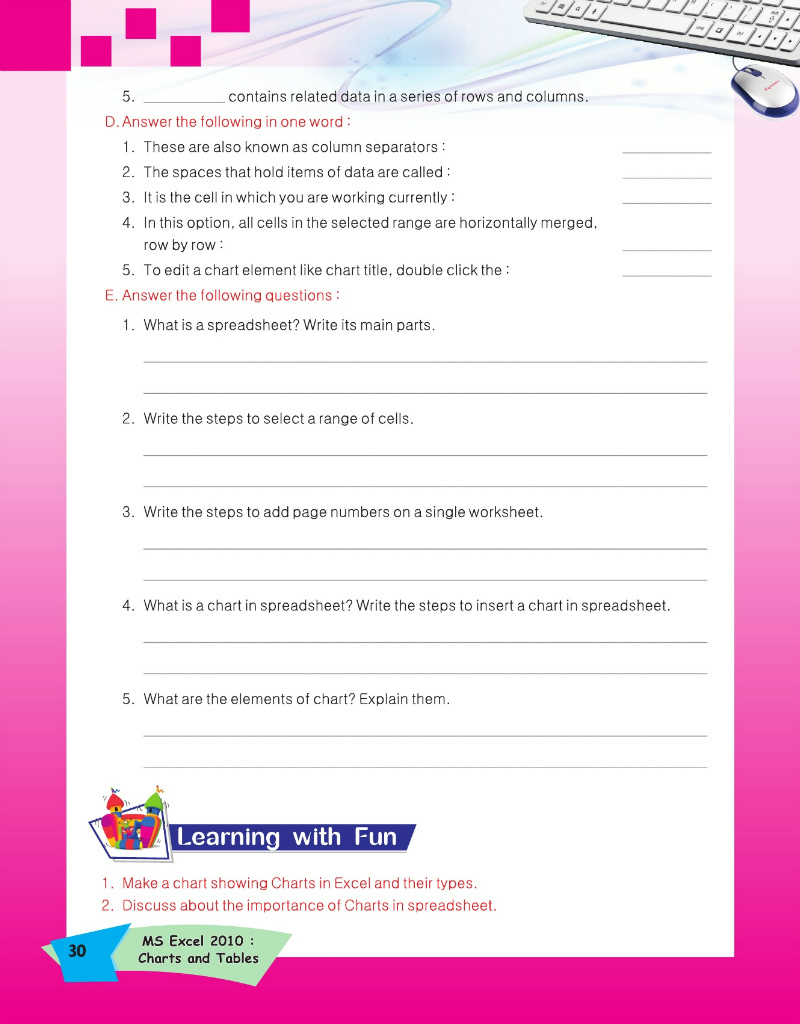 5. __________ contains related data in a series of rows and columns.
D. Answer the following in one word :
1. These are also known as column separators : __________
2. The spaces that hold items of data are called : __________
3. It is the cell in which you are working currently : __________
4. In this option, all cells in the selected range are horizontally merged,
row by row : __________
5. To edit a chart element like chart title, double click the : __________
E. Answer the following questions :
1. What is a spreadsheet? Write its main parts.
2. Write the steps to select a range of cells.
3. Write the steps to add page numbers on a single worksheet.
4. What is a chart in spreadsheet? Write the steps to insert a chart in spreadsheet.
5. What are the elements of chart? Explain them.
Learning with Fun
1. Make a chart showing Charts in Excel and their types.
2. Discuss about the importance of Charts in spreadsheet.
30
MS Excel 2010 :
Charts and Tables